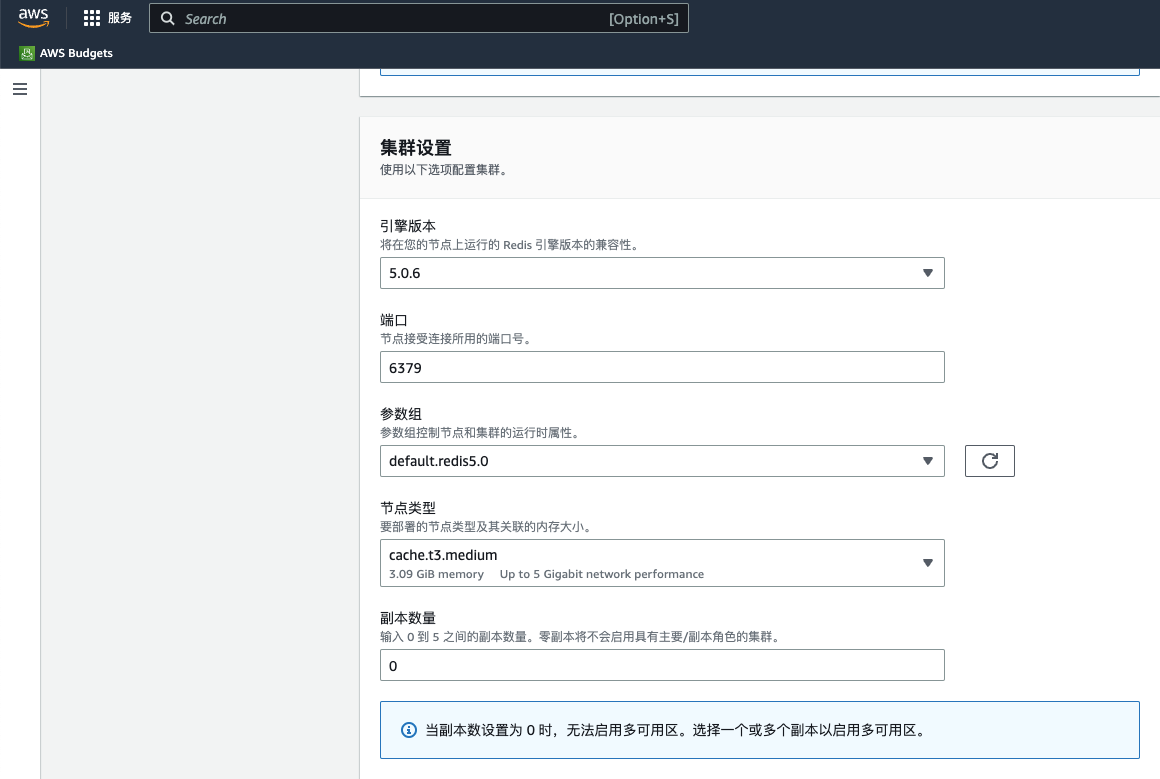 aws
服务
Search
[Option+S]
AWS Budgets
集群设置
使用以下选项配置集群。
引擎版本
将在您的节点上运行的 Redis 引擎版本的兼容性。
5.0.6
端口
节点接受连接所用的端口号。
6379
参数组
参数组控制节点和集群的运行时属性。
default.redis5.0
节点类型
要部署的节点类型及其关联的内存大小。
cache.t3.medium
3.09 GiB memory Up to 5 Gigabit network performance
副本数量
输入 0 到 5 之间的副本数量。零副本将不会启用具有主要/副本角色的集群。
0
当副本数设置为 0 时，无法启用多可用区。选择一个或多个副本以启用多可用区。